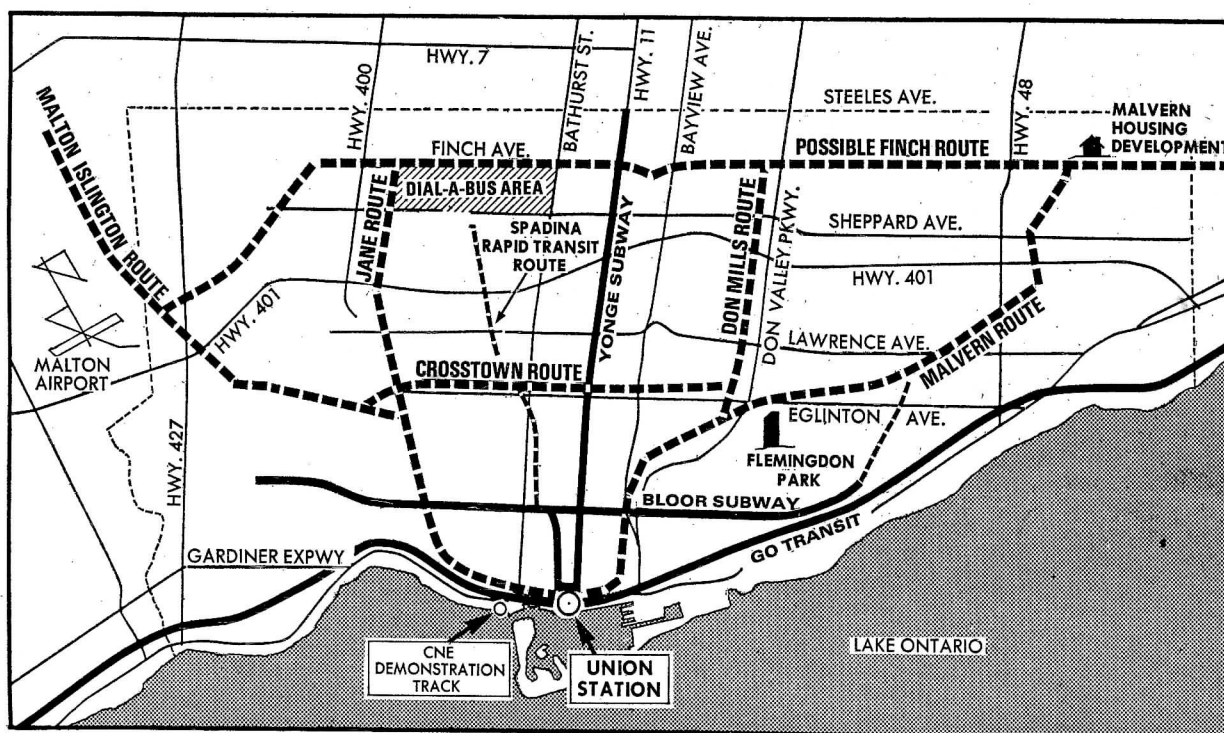 HWY. 7
HWY. 400
BATHURST ST.
HWY. 11
BAYVIEW AVE.
HWY. 48
STEELES AVE.
MALVERN
HOUSING
DEVELOPMENT
MALTON ISLINGTON ROUTE
FINCH AVE.
POSSIBLE FINCH ROUTE
JANE ROUTE
DIAL-A-BUS AREA
SPADINA
RAPID TRANSIT
ROUTE
YONGE SUBWAY
DON MILLS ROUTE
DON VALLEY PKWY.
SHEPPARD AVE.
HWY. 401
HWY. 401
LAWRENCE AVE.
MALVERN ROUTE
MALTON
AIRPORT
CROSSTOWN ROUTE
EGLINTON AVE.
FLEMINGDON
PARK
HWY. 427
BLOOR SUBWAY
GO TRANSIT
GARDINER EXPWY
CNE
DEMONSTRATION
TRACK
UNION
STATION
LAKE ONTARIO